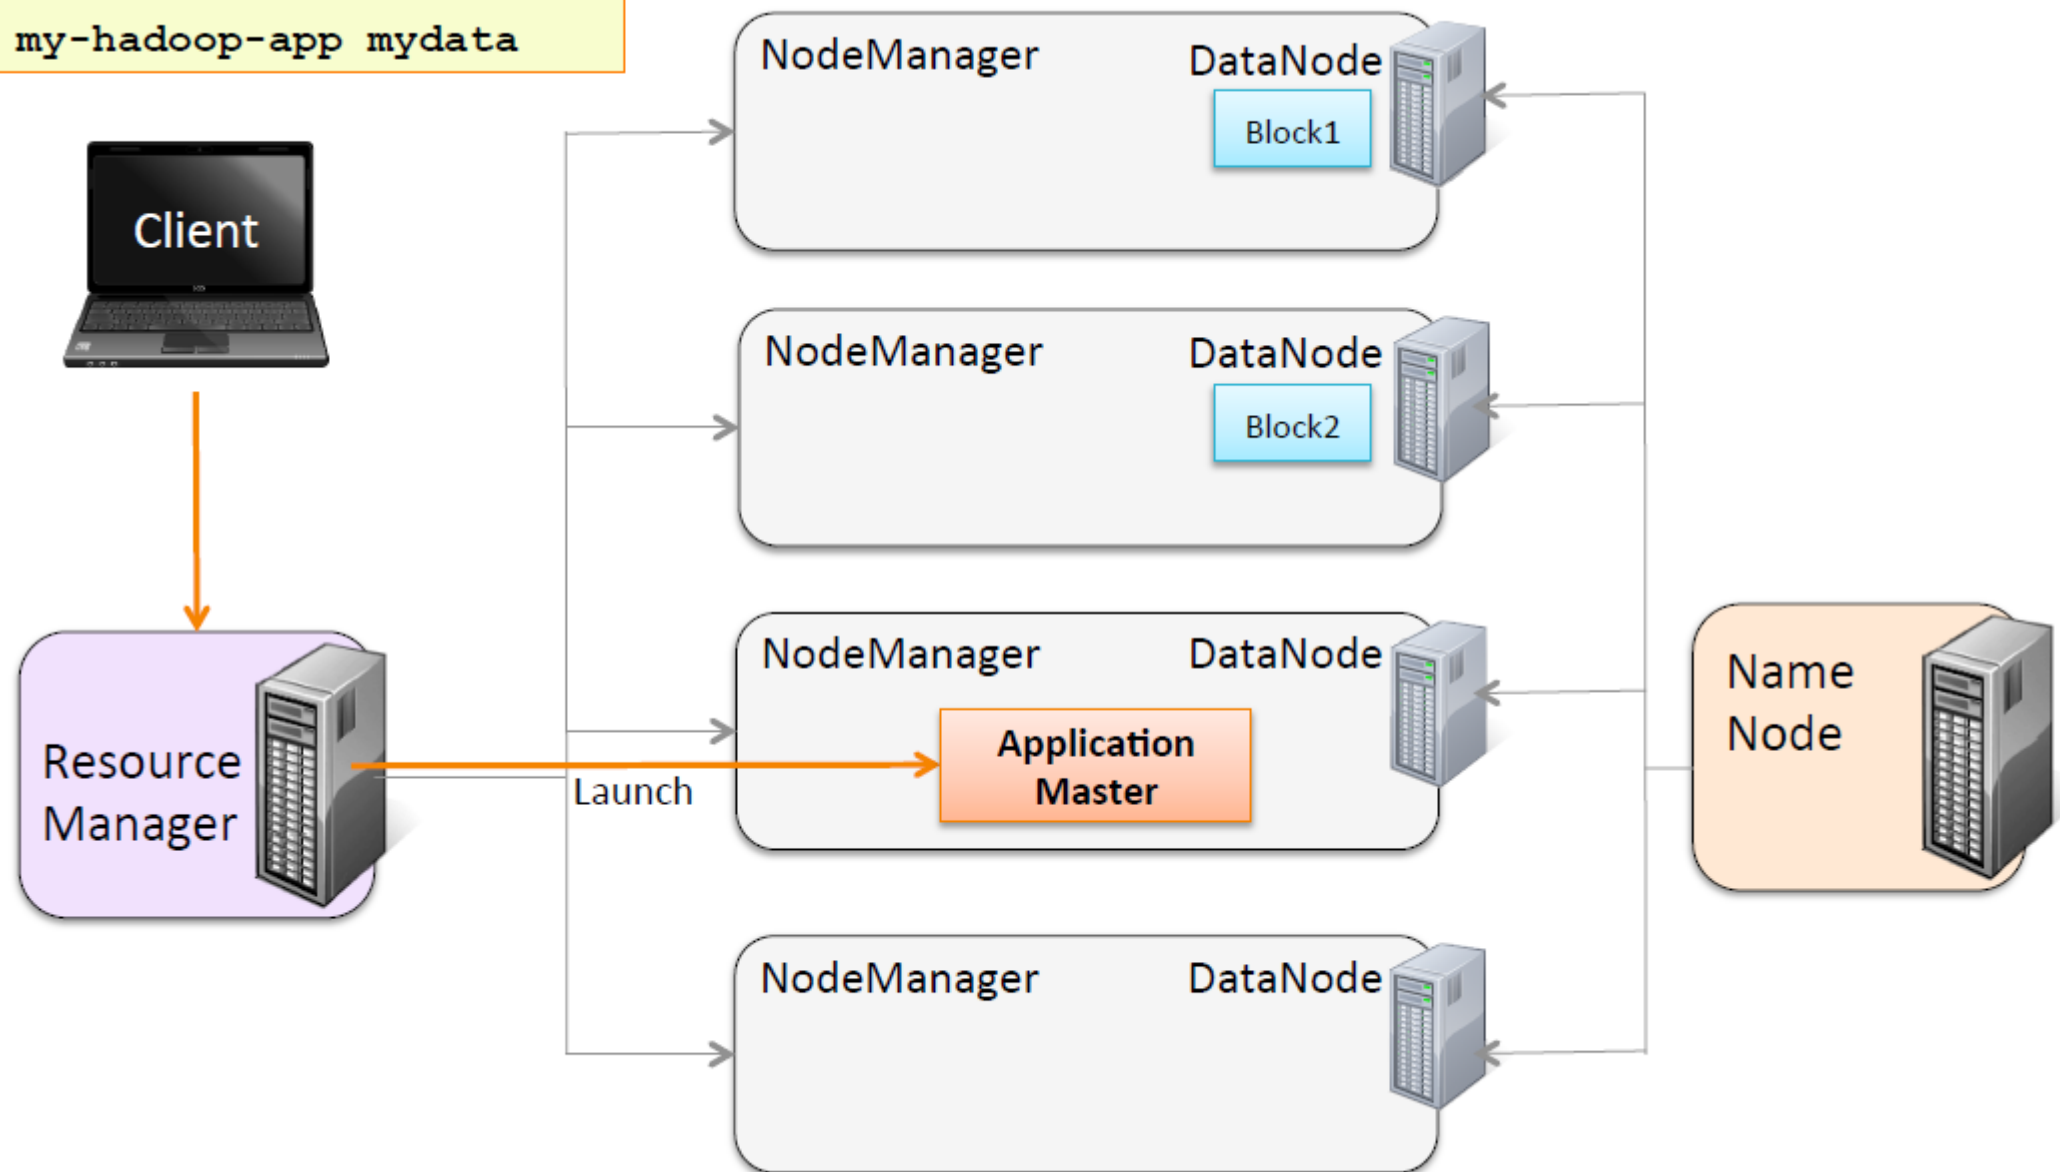 my-hadoop-app mydata
Client
Resource
Manager
Launch
NodeManager
DataNode
Block1
NodeManager
DataNode
Block2
NodeManager
DataNode
Application
Master
NodeManager
DataNode
Name
Node